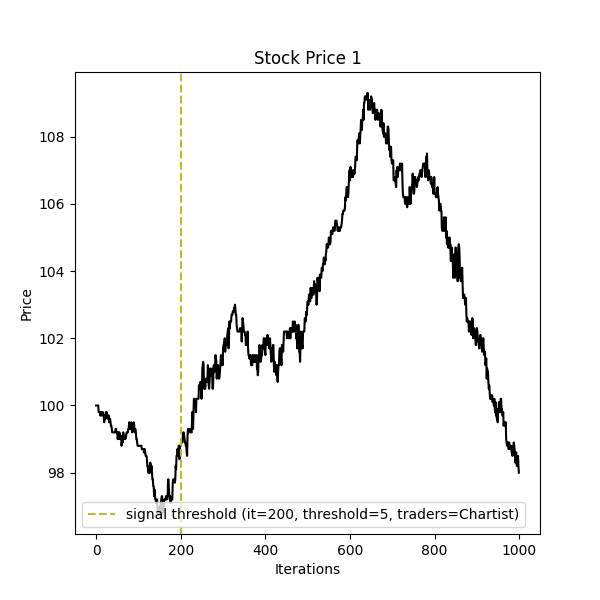 Stock Price 1
108
106
104
102
100
98
Price
signal threshold (it=200, threshold=5, traders=Chartist)
0 200 400 600 800 1000
Iterations